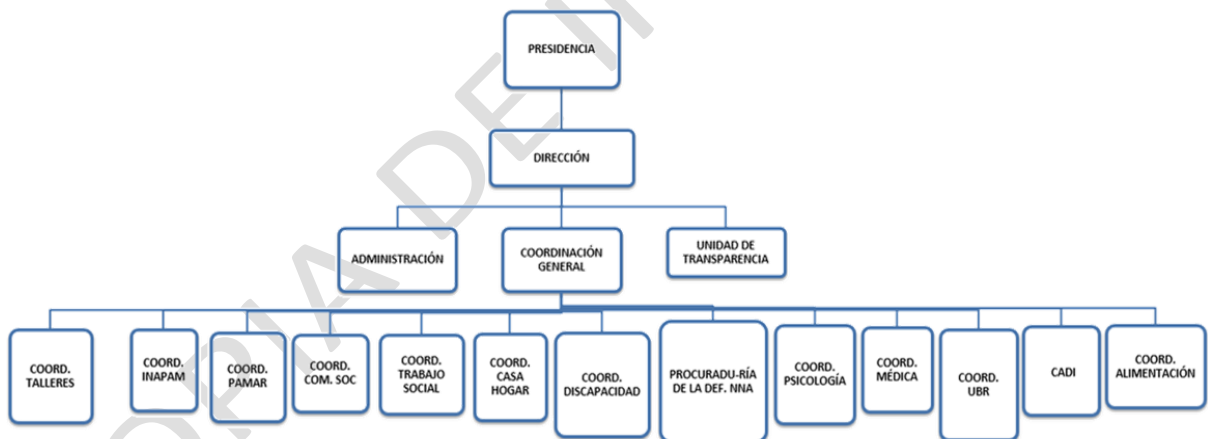 PRESIDENCIA
DIRECCIÓN
ADMINISTRACIÓN
COORDINACIÓN
GENERAL
UNIDAD DE
TRANSPARENCIA
COORD.
TALLERES
COORD.
INAPAM
COORD.
PAMAR
COORD.
COM. SOC
COORD.
TRABAJO
SOCIAL
COORD.
CASA
HOGAR
COORD.
DISCAPACIDAD
PROCURADU-RÍA
DE LA DEF. NNA
COORD.
PSICOLOGÍA
COORD.
MÉDICA
COORD.
UBR
CADI
COORD.
ALIMENTACIÓN